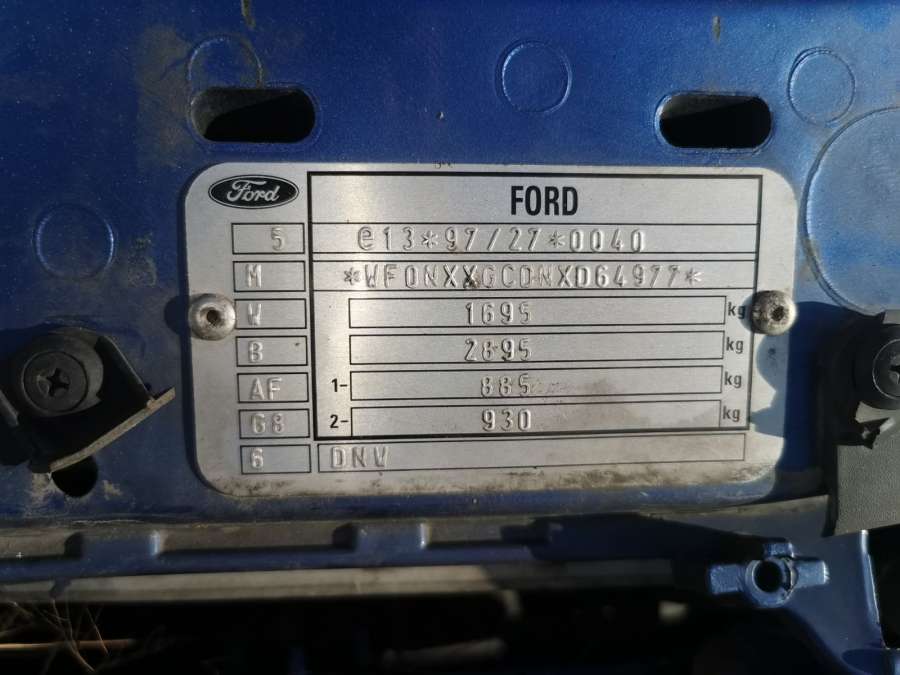 Ford
FORD
5 e13*97/27*0040
M *WF0NXXGCDNXD64977*
W 1695 kg
B 2895 kg
AF 1- 885 kg
G8 2- 930 kg
6 DNW